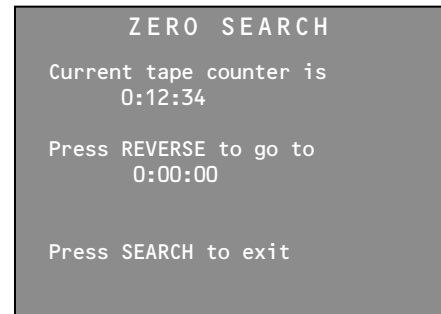 ZERO SEARCH
Current tape counter is
0:12:34
Press REVERSE to go to
0:00:00
Press SEARCH to exit